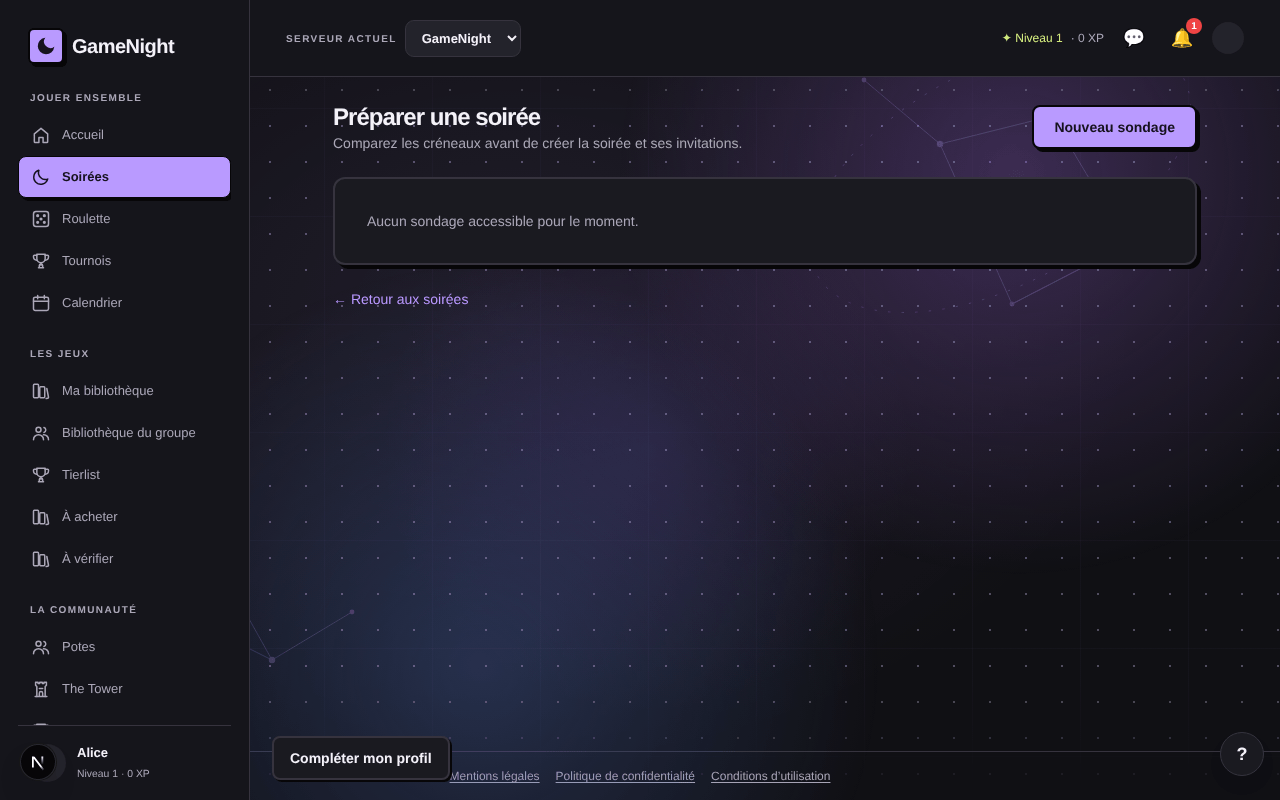 GameNight
JOUER ENSEMBLE
Accueil
Soirées
Roulette
Tournois
Calendrier
LES JEUX
Ma bibliothèque
Bibliothèque du groupe
Tierlist
À acheter
À vérifier
LA COMMUNAUTÉ
Potes
The Tower
Alice
Niveau 1 · 0 XP
SERVEUR ACTUEL GameNight
✦ Niveau 1 · 0 XP
1
Préparer une soirée
Comparez les créneaux avant de créer la soirée et ses invitations.
Nouveau sondage
Aucun sondage accessible pour le moment.
← Retour aux soirées
Compléter mon profil
Mentions légales Politique de confidentialité Conditions d’utilisation
?